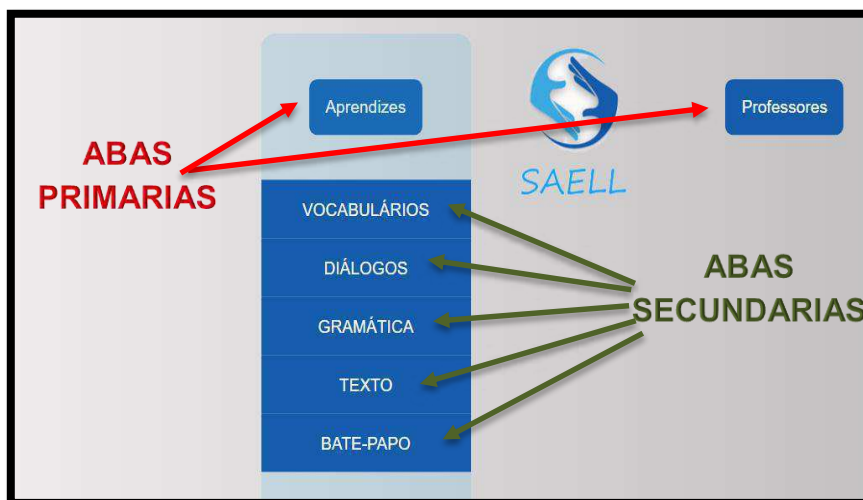 Aprendizes
Professores
ABAS
PRIMARIAS
SAELL
VOCABULÁRIOS
DIÁLOGOS
ABAS
SECUNDARIAS
GRAMÁTICA
TEXTO
BATE-PAPO